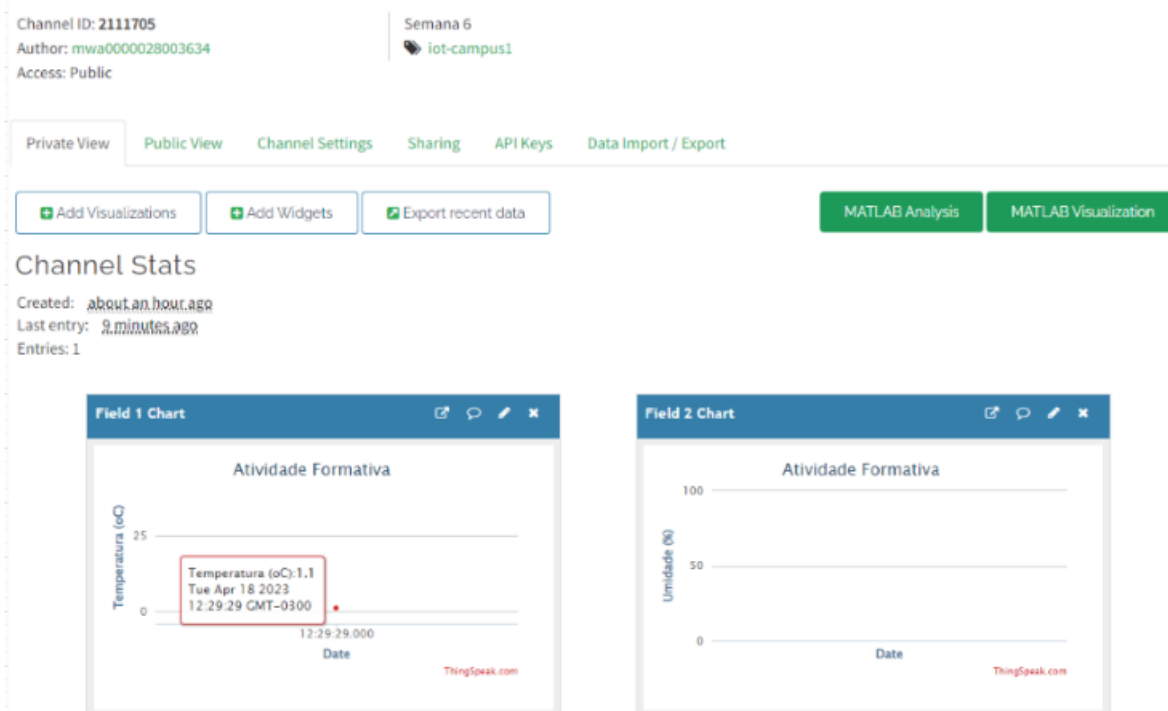 Channel ID: 2111705
Author: mwa0000028003634
Access: Public
Semana 6
iot-campus1
Private View Public View Channel Settings Sharing API Keys Data Import / Export
Add Visualizations Add Widgets Export recent data MATLAB Analysis MATLAB Visualization
Channel Stats
Created: about an hour ago
Last entry: 9 minutes ago
Entries: 1
Field 1 Chart
Atividade Formativa
Temperatura (oC)
25
0
Temperatura (oC):1.1
Tue Apr 18 2023
12:29:29 GMT-0300
12:29:29.000
Date
ThingSpeak.com
Field 2 Chart
Atividade Formativa
Umidade (%)
100
50
0
Date
ThingSpeak.com